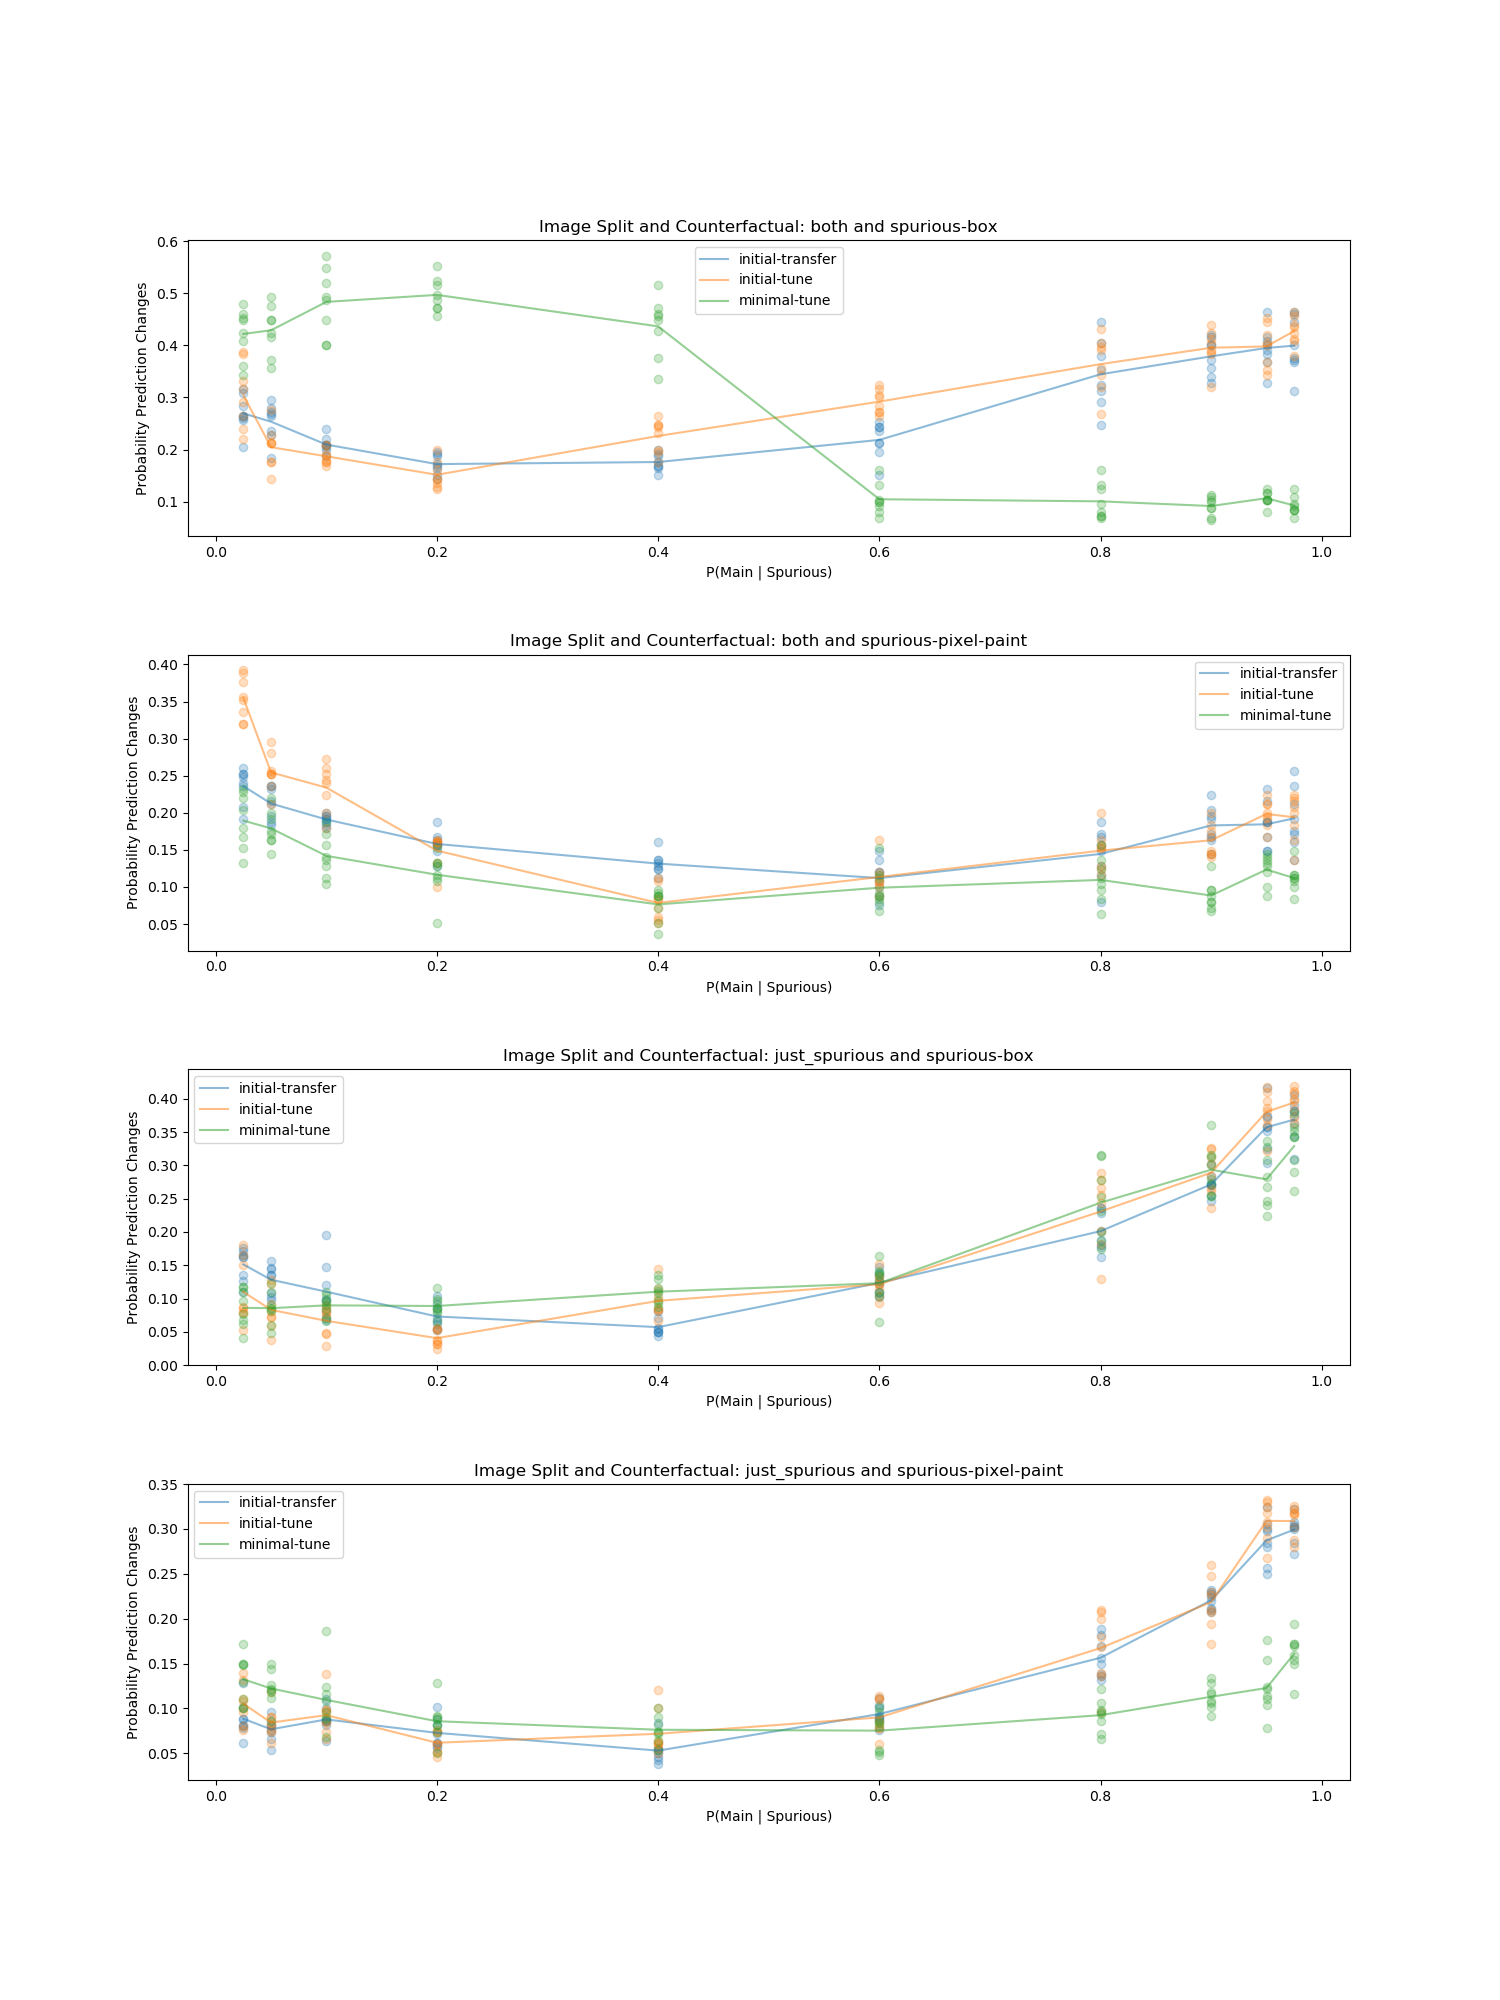 Image Split and Counterfactual: both and spurious-box
Probability Prediction Changes
0.6
0.5
0.4
0.3
0.2
0.1
initial-transfer
initial-tune
minimal-tune
0.0 0.2 0.4 0.6 0.8 1.0
P(Main | Spurious)
Image Split and Counterfactual: both and spurious-pixel-paint
Probability Prediction Changes
0.40
0.35
0.30
0.25
0.20
0.15
0.10
0.05
initial-transfer
initial-tune
minimal-tune
0.0 0.2 0.4 0.6 0.8 1.0
P(Main | Spurious)
Image Split and Counterfactual: just_spurious and spurious-box
Probability Prediction Changes
0.40
0.35
0.30
0.25
0.20
0.15
0.10
0.05
0.00
initial-transfer
initial-tune
minimal-tune
0.0 0.2 0.4 0.6 0.8 1.0
P(Main | Spurious)
Image Split and Counterfactual: just_spurious and spurious-pixel-paint
Probability Prediction Changes
0.35
0.30
0.25
0.20
0.15
0.10
0.05
initial-transfer
initial-tune
minimal-tune
0.0 0.2 0.4 0.6 0.8 1.0
P(Main | Spurious)